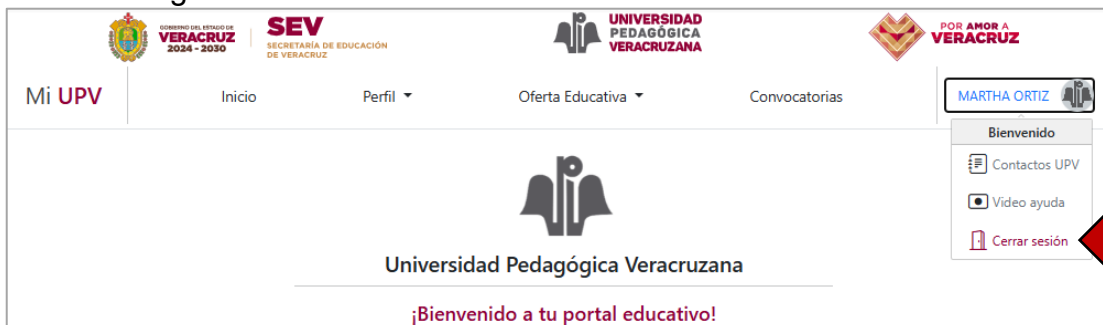 GOBIERNO DEL ESTADO DE
VERACRUZ
2024 - 2030
SEV
SECRETARÍA DE EDUCACIÓN
DE VERACRUZ
UNIVERSIDAD
PEDAGÓGICA
VERACRUZANA
POR AMOR A
VERACRUZ
Mi UPV
Inicio
Perfil
Oferta Educativa
Convocatorias
MARTHA ORTIZ
Bienvenido
Contactos UPV
Video ayuda
Cerrar sesión
Universidad Pedagógica Veracruzana
¡Bienvenido a tu portal educativo!